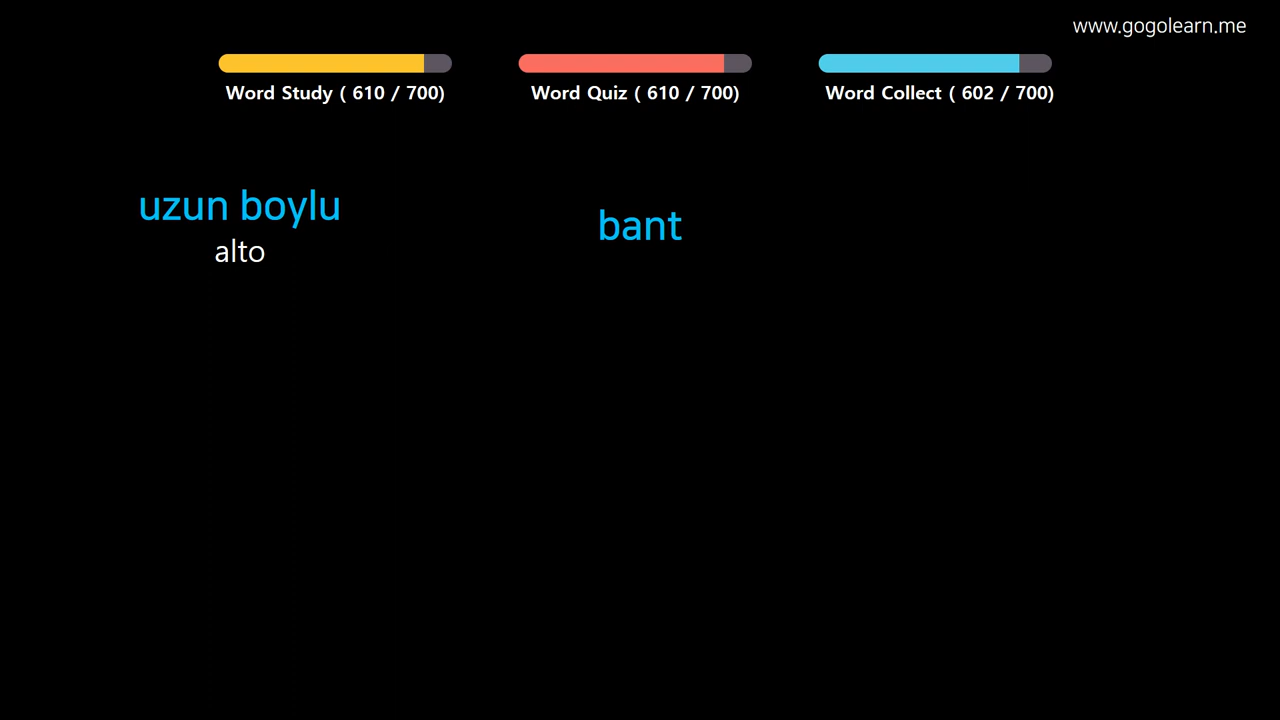 www.gogolearn.me
Word Study ( 610 / 700)
Word Quiz ( 610 / 700)
Word Collect ( 602 / 700)
uzun boylu
alto
bant